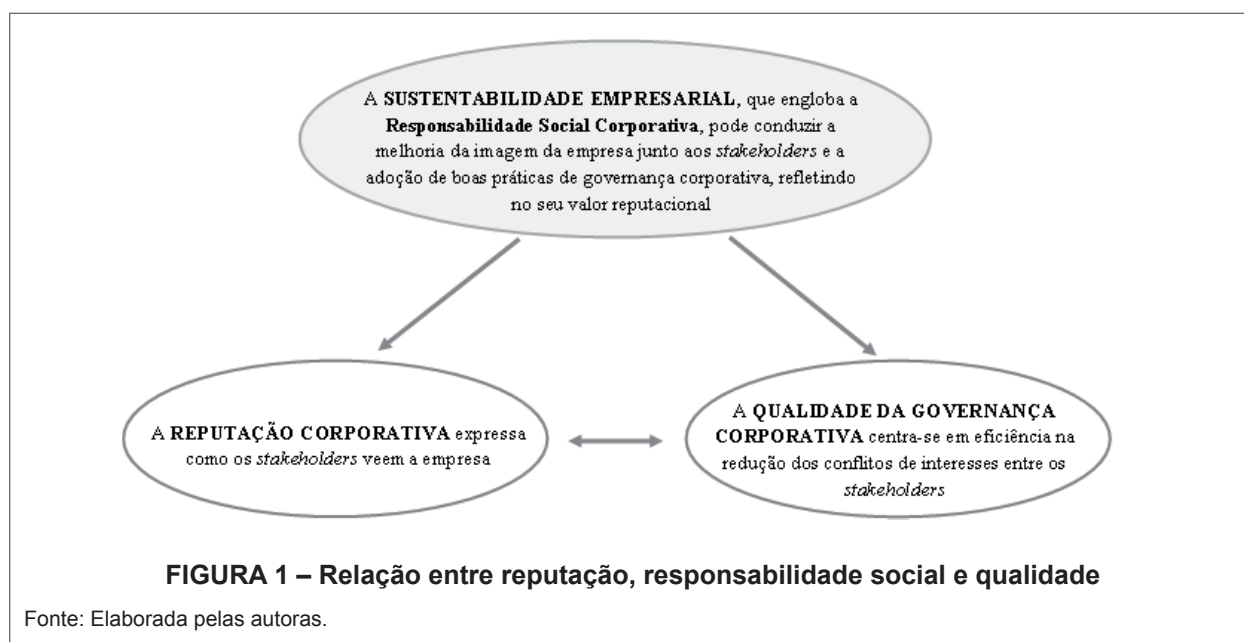 A SUSTENTABILIDADE EMPRESARIAL, que engloba a
Responsabilidade Social Corporativa, pode conduzir a
melhoria da imagem da empresa junto aos stakeholders e a
adoção de boas práticas de governança corporativa, refletindo
no seu valor reputacional
A REPUTAÇÃO CORPORATIVA expressa
como os stakeholders veem a empresa
A QUALIDADE DA GOVERNANÇA
CORPORATIVA centra-se em eficiência na
redução dos conflitos de interesses entre os
stakeholders
FIGURA 1 – Relação entre reputação, responsabilidade social e qualidade
Fonte: Elaborada pelas autoras.